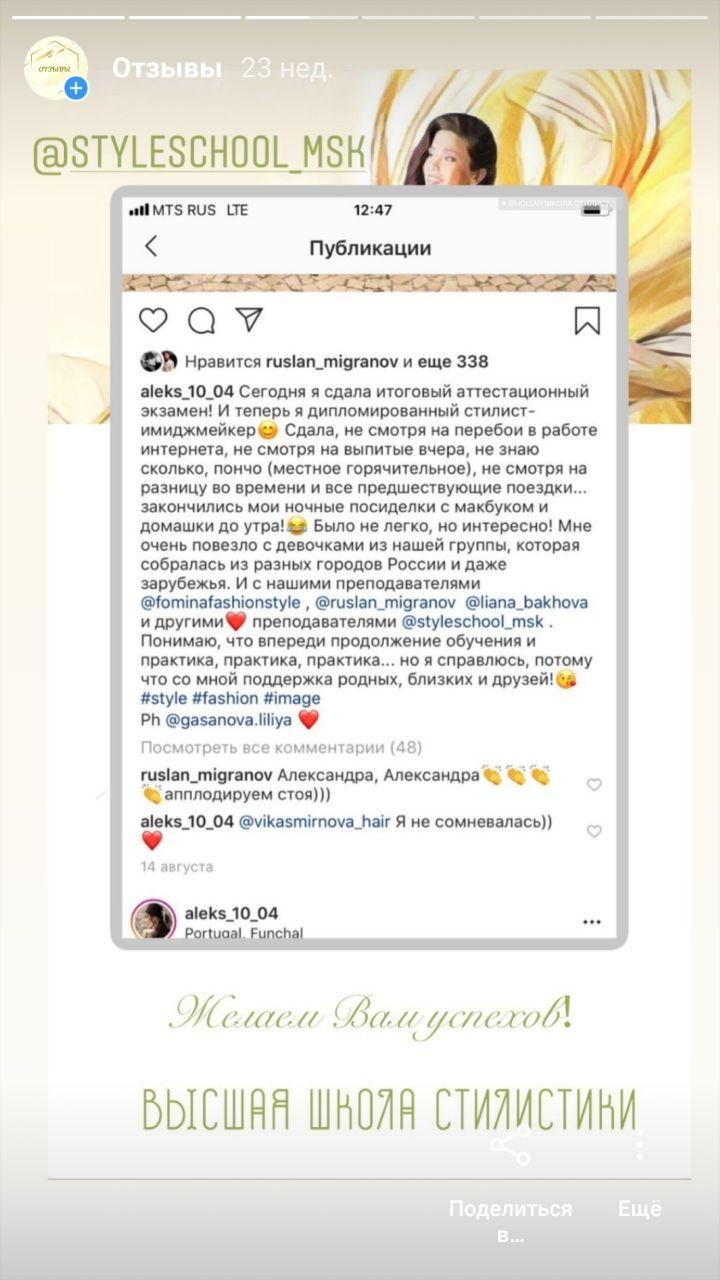 ОТЗЫВЫ
Отзывы 23 нед.
@STYLESCHOOL_MSK
MTS RUS LTE 12:47
Публикации
Нравится ruslan_migranov и еще 338
aleks_10_04 Сегодня я сдала итоговый аттестационный
экзамен! И теперь я дипломированный стилист-
имиджмейкер😊 Сдала, не смотря на перебои в работе
интернета, не смотря на выпитые вчера, не знаю
сколько, пончо (местное горячительное), не смотря на
разницу во времени и все предшествующие поездки...
закончились мои ночные посиделки с макбуком и
домашки до утра!😂 Было не легко, но интересно! Мне
очень повезло с девочками из нашей группы, которая
собралась из разных городов России и даже
зарубежья. И с нашими преподавателями
@fominafashionstyle , @ruslan_migranov @liana_bakhova
и другими❤️ преподавателями @styleschool_msk .
Понимаю, что впереди продолжение обучения и
практика, практика, практика... но я справлюсь, потому
что со мной поддержка родных, близких и друзей!😘
#style #fashion #image
Ph @gasanova.liliya ❤️
Посмотреть все комментарии (48)
ruslan_migranov Александра, Александра👏👏👏
👏апплодируем стоя)))
aleks_10_04 @vikasmirnova_hair Я не сомневалась))
❤️
14 августа
aleks_10_04
Portugal, Funchal
Желаем Вам успехов!
ВЫСШАЯ ШКОЛА СТИЛИСТИКИ
Поделиться Ещё
в...